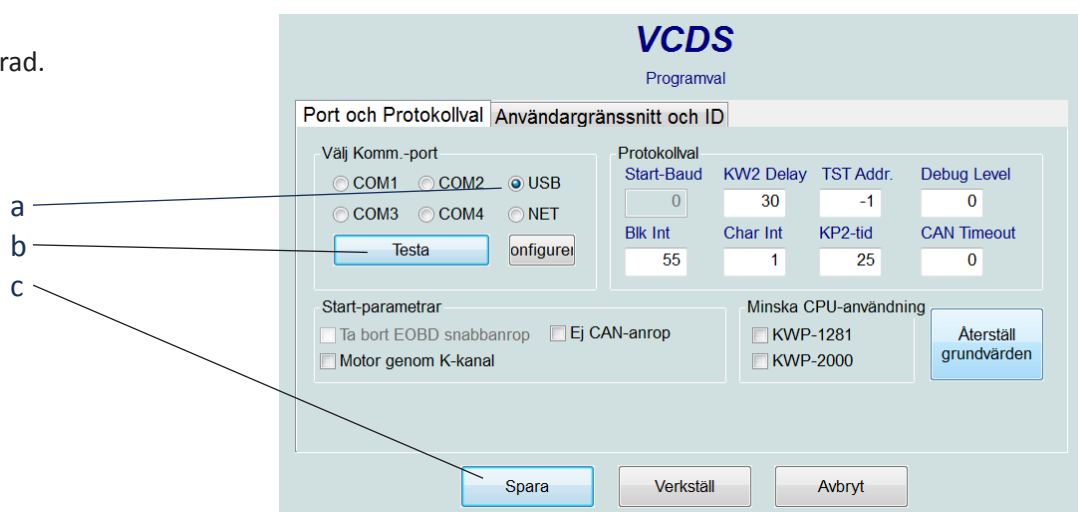 rad.
VCDS
Programval
Port och Protokollval Användargränssnitt och ID
Välj Komm.-port
COM1 COM2 USB
COM3 COM4 NET
Testa onfigurei
Protokollval
Start-Baud KW2 Delay TST Addr. Debug Level
0 30 -1 0
Blk Int Char Int KP2-tid CAN Timeout
55 1 25 0
a
b
c
Start-parametrar
Ta bort EOBD snabbanrop Ej CAN-anrop
Motor genom K-kanal
Minska CPU-användning
KWP-1281
KWP-2000
Återställ
grundvärden
Spara Verkställ Avbryt